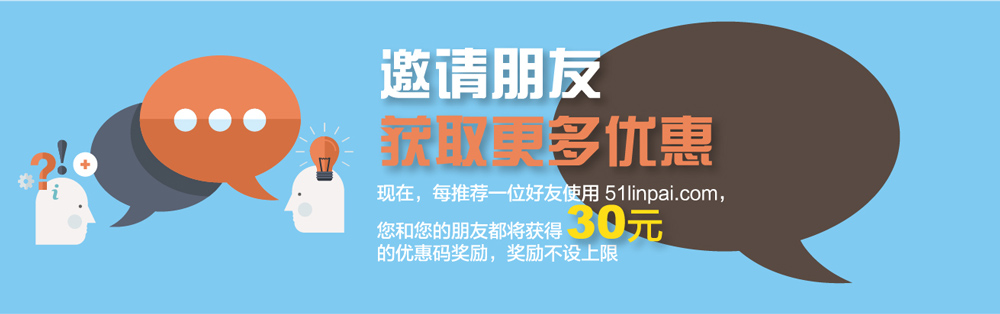 邀请朋友
获取更多优惠
现在，每推荐一位好友使用 51linpai.com，
您和您的朋友都将获得 30元
的优惠码奖励，奖励不设上限